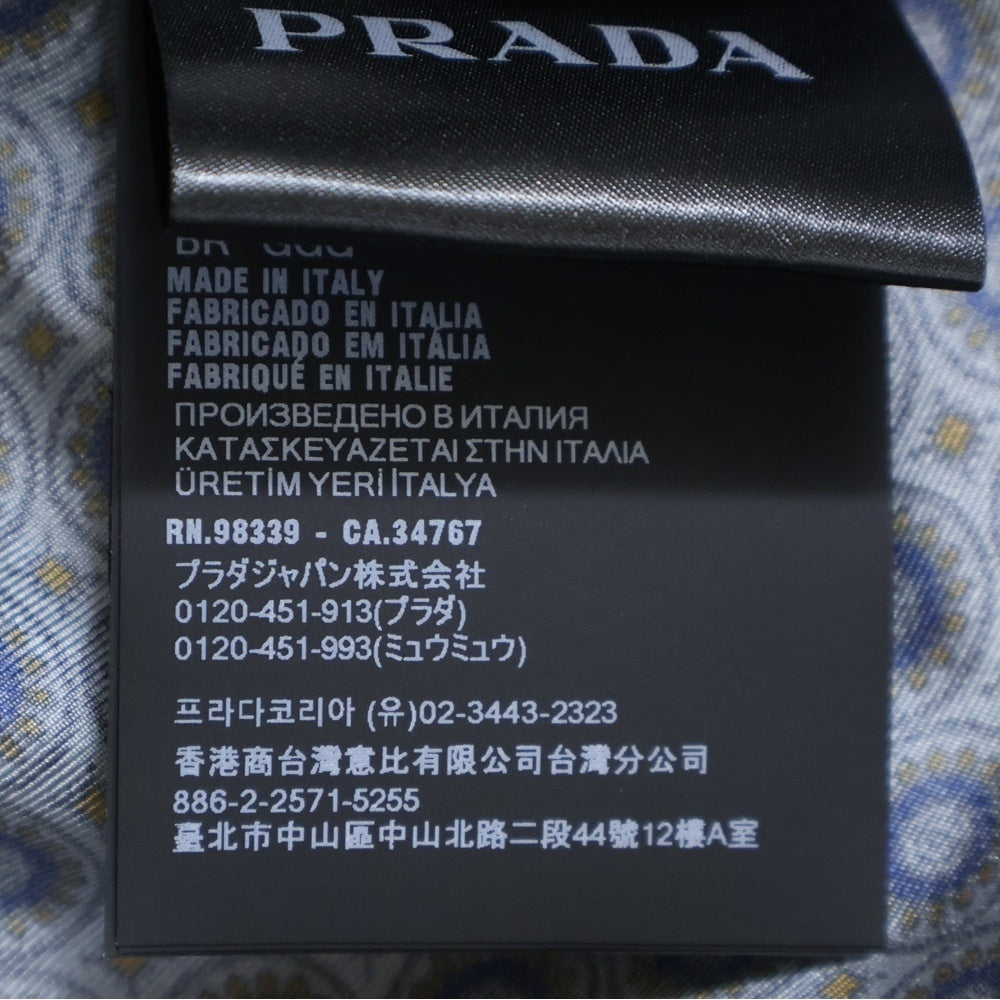 PRADA
MADE IN ITALY
FABRICADO EN ITALIA
FABRICADO EM ITÁLIA
FABRIQUÉ EN ITALIE
ПРОИЗВЕДЕНО В ИТАЛИЯ
ΚΑΤΑΣΚΕΥΑΖΕΤΑΙ ΣΤΗΝ ΙΤΑΛΙΑ
ÜRETİM YERİ İTALYA
RN.98339 - CA.34767
プラダジャパン株式会社
0120-451-913(プラダ)
0120-451-993(ミュウミュウ)
프라다코리아 (유)02-3443-2323
香港商台灣意比有限公司台灣分公司
886-2-2571-5255
臺北市中山區中山北路二段44號12樓A室